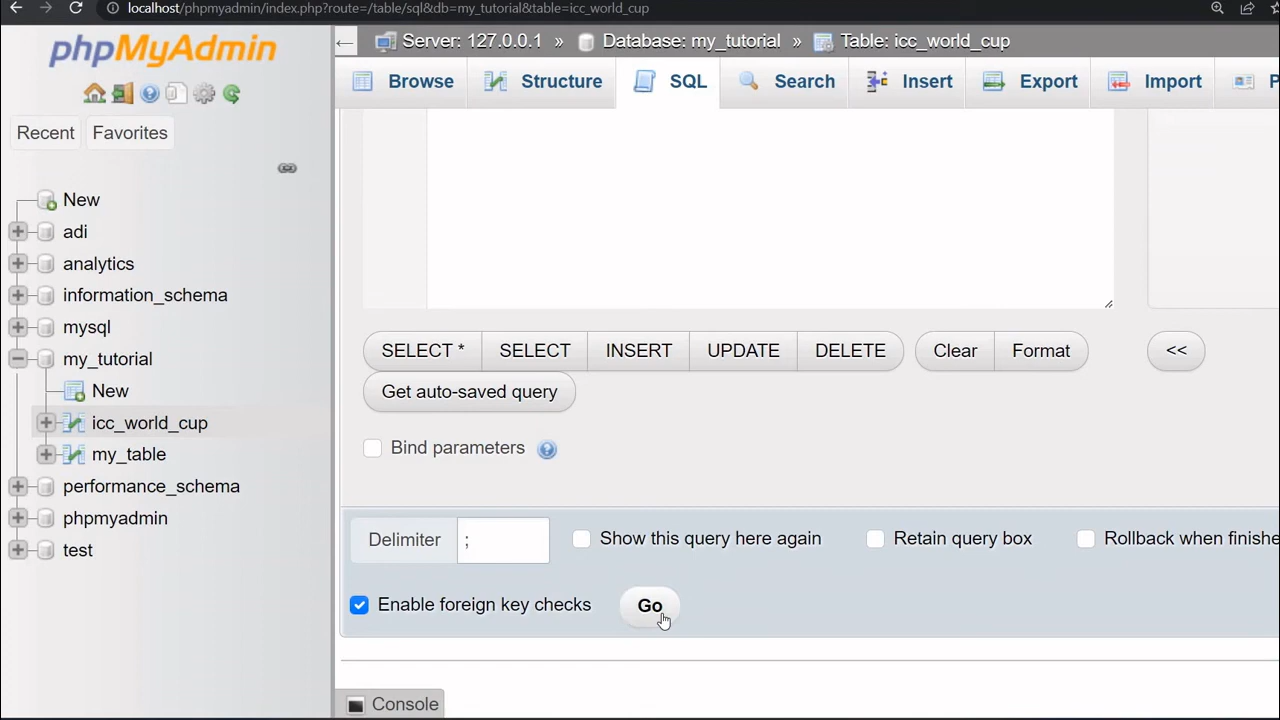 localhost/phpmyadmin/index.php?route=/table/sql&db=my_tutorial&table=icc_world_cup
phpMyAdmin
Recent Favorites
New
adi
analytics
information_schema
mysql
my_tutorial
New
icc_world_cup
my_table
performance_schema
phpmyadmin
test
Server: 127.0.0.1 » Database: my_tutorial » Table: icc_world_cup
Browse Structure SQL Search Insert Export Import P
SELECT * SELECT INSERT UPDATE DELETE Clear Format <<
Get auto-saved query
Bind parameters
Delimiter ; Show this query here again Retain query box Rollback when finishe
Enable foreign key checks Go
Console